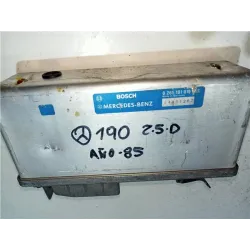 BOSCH
MERCEDES-BENZ
190 2.5.D
AÑO-85